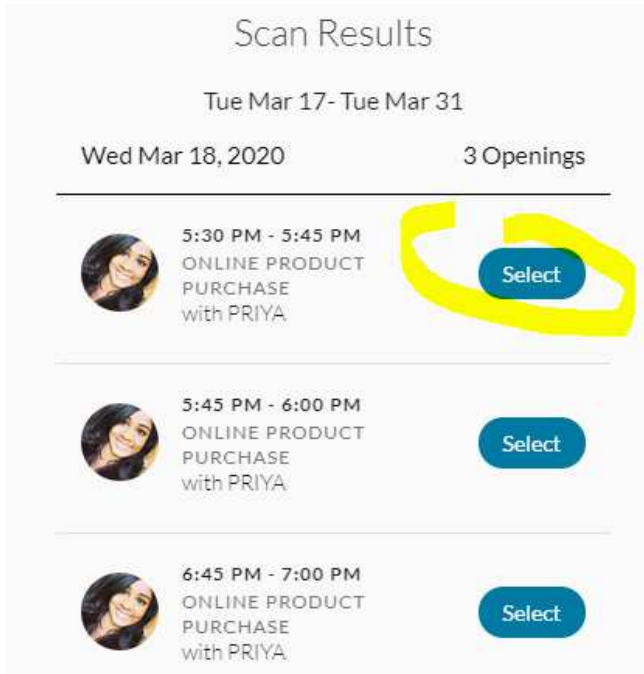 Scan Results
Tue Mar 17- Tue Mar 31
Wed Mar 18, 2020 3 Openings
5:30 PM - 5:45 PM
ONLINE PRODUCT
PURCHASE
with PRIYA
Select
5:45 PM - 6:00 PM
ONLINE PRODUCT
PURCHASE
with PRIYA
Select
6:45 PM - 7:00 PM
ONLINE PRODUCT
PURCHASE
with PRIYA
Select